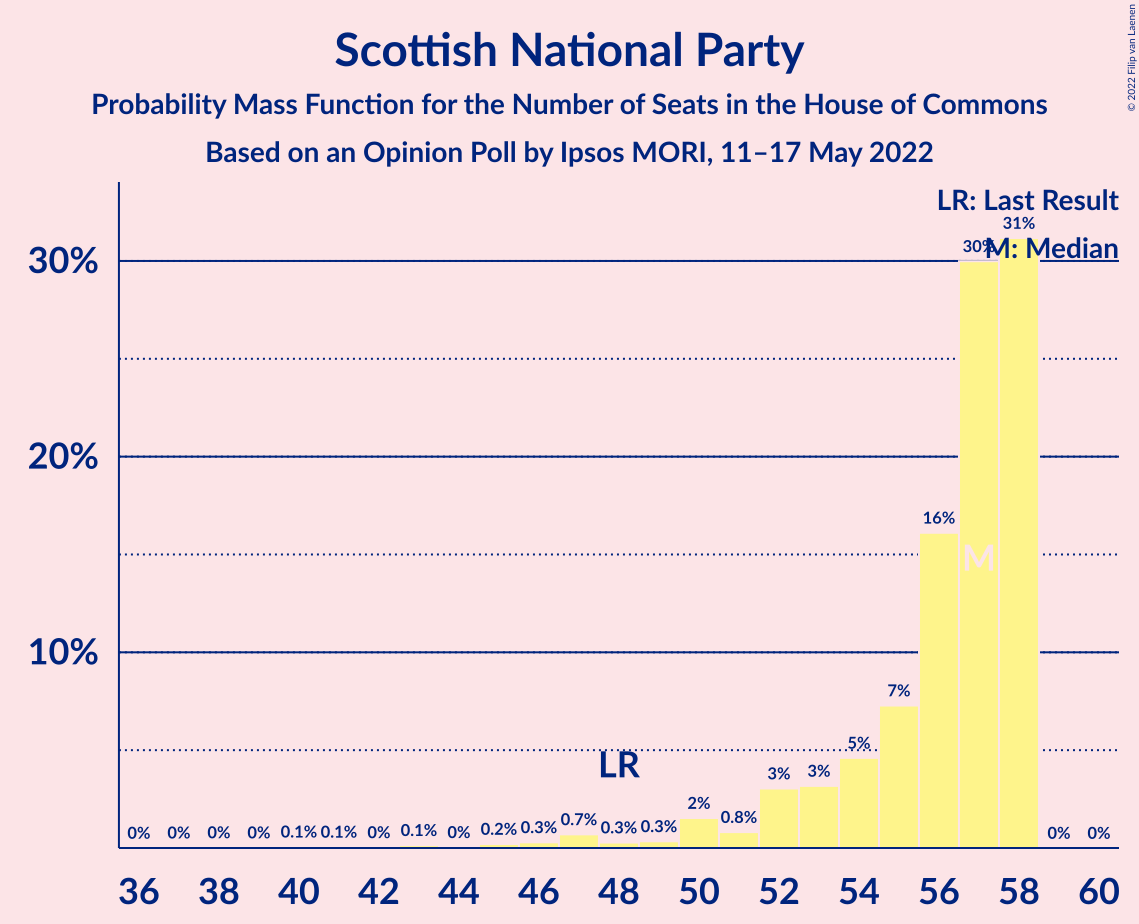 Scottish National Party
Probability Mass Function for the Number of Seats in the House of Commons
Based on an Opinion Poll by Ipsos MORI, 11–17 May 2022
© 2022 Filip van Laenen
LR: Last Result
M: Median
30%
20%
10%
0% 0% 0% 0% 0.1% 0.1% 0% 0.1% 0% 0.2% 0.3% 0.7% 0.3% 0.3% 2% 0.8% 3% 3% 5% 7% 16% 30% 31% 0% 0%
LR
M
36 38 40 42 44 46 48 50 52 54 56 58 60